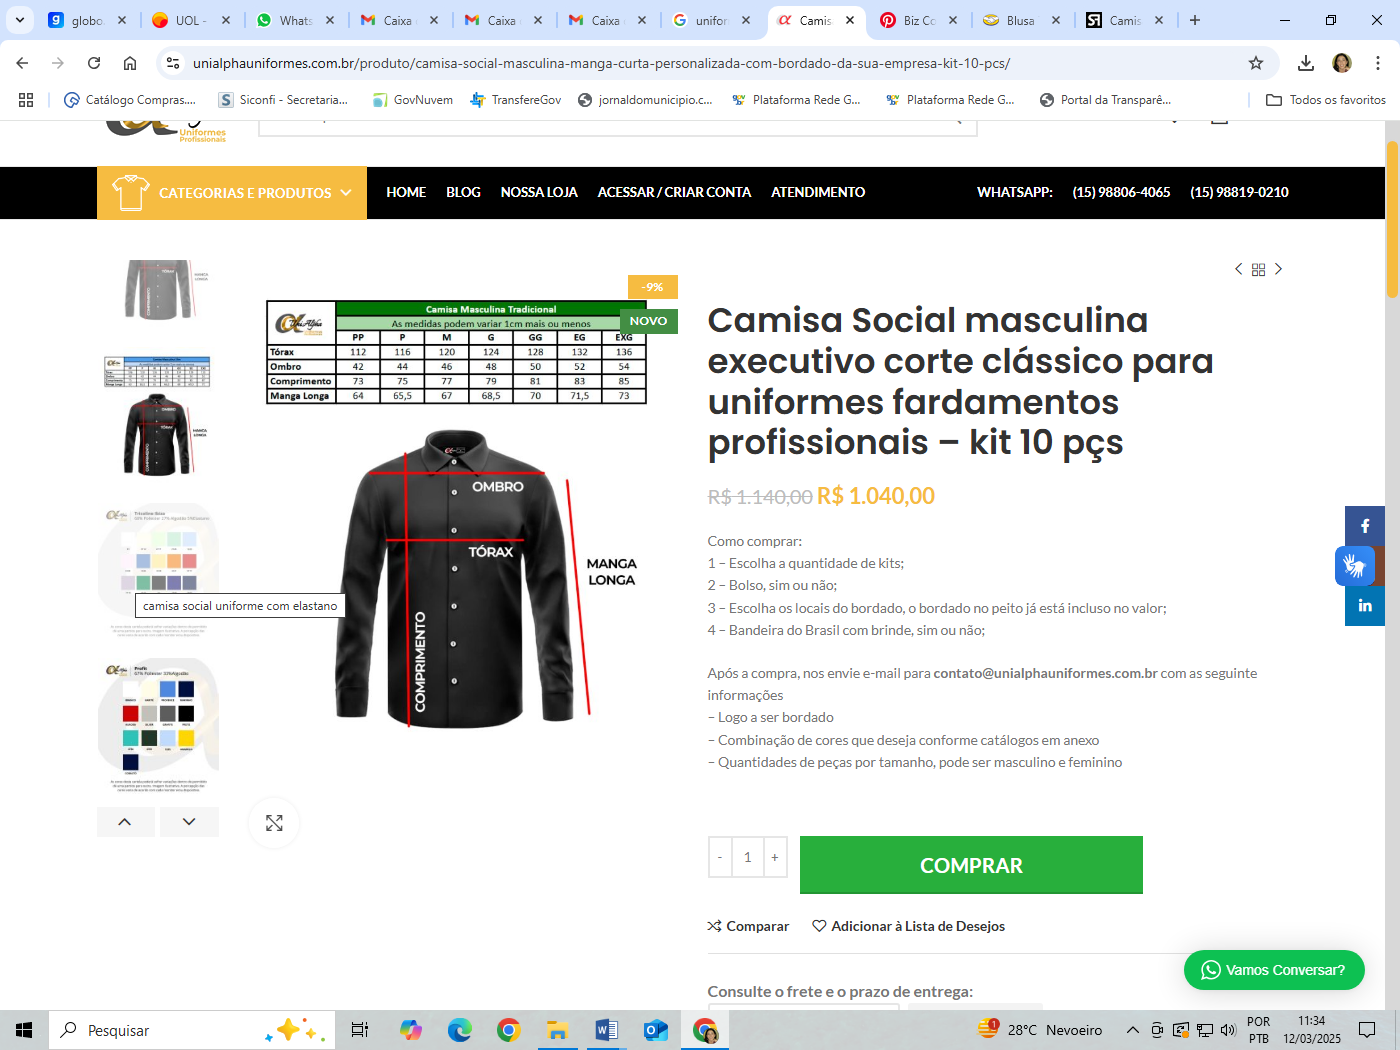 globo.
UOL -
Whats
Caixa
Caixa
Caixa
unifor
Camis
Biz Co
Blusa
Camis
unialphauniformes.com.br/produto/camisa-social-masculina-manga-curta-personalizada-com-bordado-da-sua-empresa-kit-10-pcs/
Catálogo Compras....
Siconfi - Secretaria...
GovNuvem
TransfereGov
jornaldomunicipio.c...
Plataforma Rede G...
Plataforma Rede G...
Portal da Transparê...
Todos os favoritos
Uniformes
Profissionais
CATEGORIAS E PRODUTOS
HOME
BLOG
NOSSA LOJA
ACESSAR / CRIAR CONTA
ATENDIMENTO
WHATSAPP:
(15) 98806-4065
(15) 98819-0210
-9%
NOVO
Camisa Masculina Tradicional
As medidas podem variar 1cm mais ou menos
PP P M G GG EG EXG
Tórax 112 116 120 124 128 132 136
Ombro 42 44 46 48 50 52 54
Comprimento 73 75 77 79 81 83 85
Manga Longa 64 65,5 67 68,5 70 71,5 73
OMBRO
TÓRAX
COMPRIMENTO
MANGA
LONGA
MANGA
LONGA
TÓRAX
COMPRIMENTO
OMBRO
TÓRAX
COMPRIMENTO
MANGA
LONGA
camisa social uniforme com elastano
Profit
Camisa Social masculina
executivo corte clássico para
uniformes fardamentos
profissionais – kit 10 pçs
R$ 1.140,00 R$ 1.040,00
Como comprar:
1 – Escolha a quantidade de kits;
2 – Bolso, sim ou não;
3 – Escolha os locais do bordado, o bordado no peito já está incluso no valor;
4 – Bandeira do Brasil com brinde, sim ou não;
Após a compra, nos envie e-mail para contato@unialphauniformes.com.br com as seguinte
informações
– Logo a ser bordado
– Combinação de cores que deseja conforme catálogos em anexo
– Quantidades de peças por tamanho, pode ser masculino e feminino
- 1 +
COMPRAR
Comparar
Adicionar à Lista de Desejos
Vamos Conversar?
Consulte o frete e o prazo de entrega:
Pesquisar
28°C Nevoeiro
POR
PTB
11:34
12/03/2025